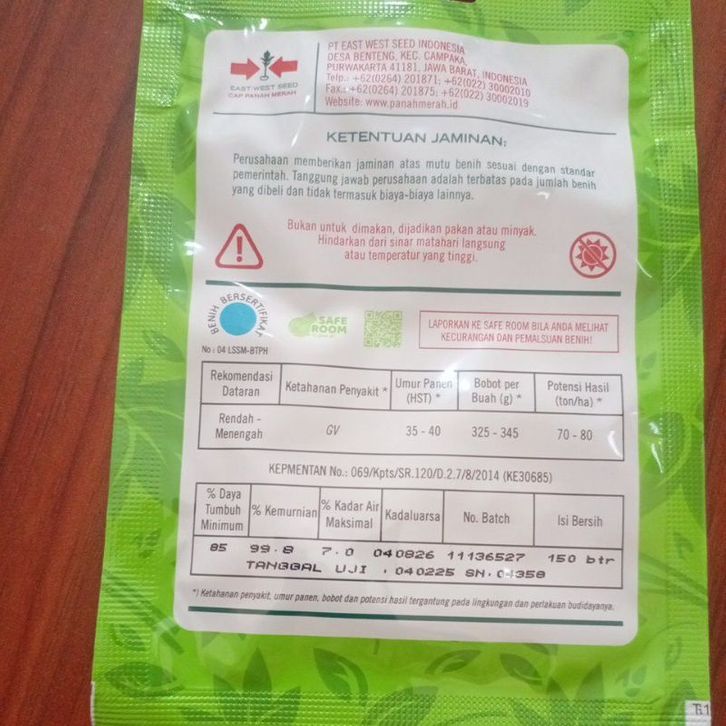 EAST WEST SEED
CAP PANAH MERAH
PT EAST WEST SEED INDONESIA
DESA BENTENG, KEC. CAMPAKA,
PURWAKARTA 41181, JAWA BARAT, INDONESIA
Telp.: +62(0264) 201871; +62(022) 30002010
Fax.: +62(0264) 201875; +62(022) 30002019
Website: www.panahmerah.id
KETENTUAN JAMINAN:
Perusahaan memberikan jaminan atas mutu benih sesuai dengan standar
pemerintah. Tanggung jawab perusahaan adalah terbatas pada jumlah benih
yang dibeli dan tidak termasuk biaya-biaya lainnya.
Bukan untuk dimakan, dijadikan pakan atau minyak.
Hindarkan dari sinar matahari langsung
atau temperatur yang tinggi.
BENIH BERSERTIFIKAT
No : 04 LSSM-BTPH
SAFE
ROOM
LAPORKAN KE SAFE ROOM BILA ANDA MELIHAT
KECURANGAN DAN PEMALSUAN BENIH!
Rekomendasi Dataran Ketahanan Penyakit * Umur Panen (HST) * Bobot per Buah (g) * Potensi Hasil (ton/ha) *
Rendah - Menengah GV 35 - 40 325 - 345 70 - 80
KEPMENTAN No.: 069/Kpts/SR.120/D.2.7/8/2014 (KE30685)
% Daya Tumbuh Minimum % Kemurnian % Kadar Air Maksimal Kadaluarsa No. Batch Isi Bersih
85 99.8 7.0 040826 11136527 150 btr
TANGGAL UJI . 040225 SN.04358
*) Ketahanan penyakit, umur panen, bobot dan potensi hasil tergantung pada lingkungan dan perlakuan budidayanya.